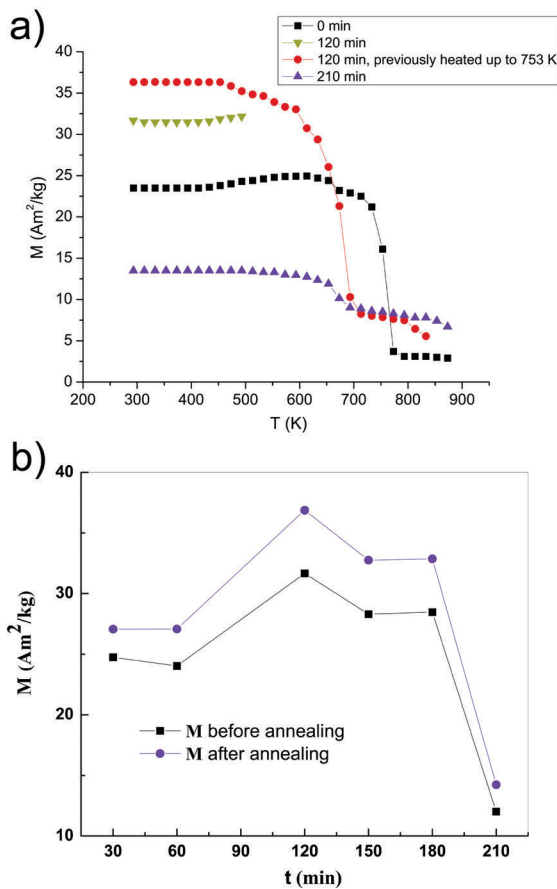 a)
0 min
120 min
120 min, previously heated up to 753 K
210 min
40
35
30
25
20
15
10
5
0
M (Am²/kg)
200 300 400 500 600 700 800 900
T (K)
b)
40
30
20
10
M (Am²/kg)
M before annealing
M after annealing
30 60 90 120 150 180 210
t (min)